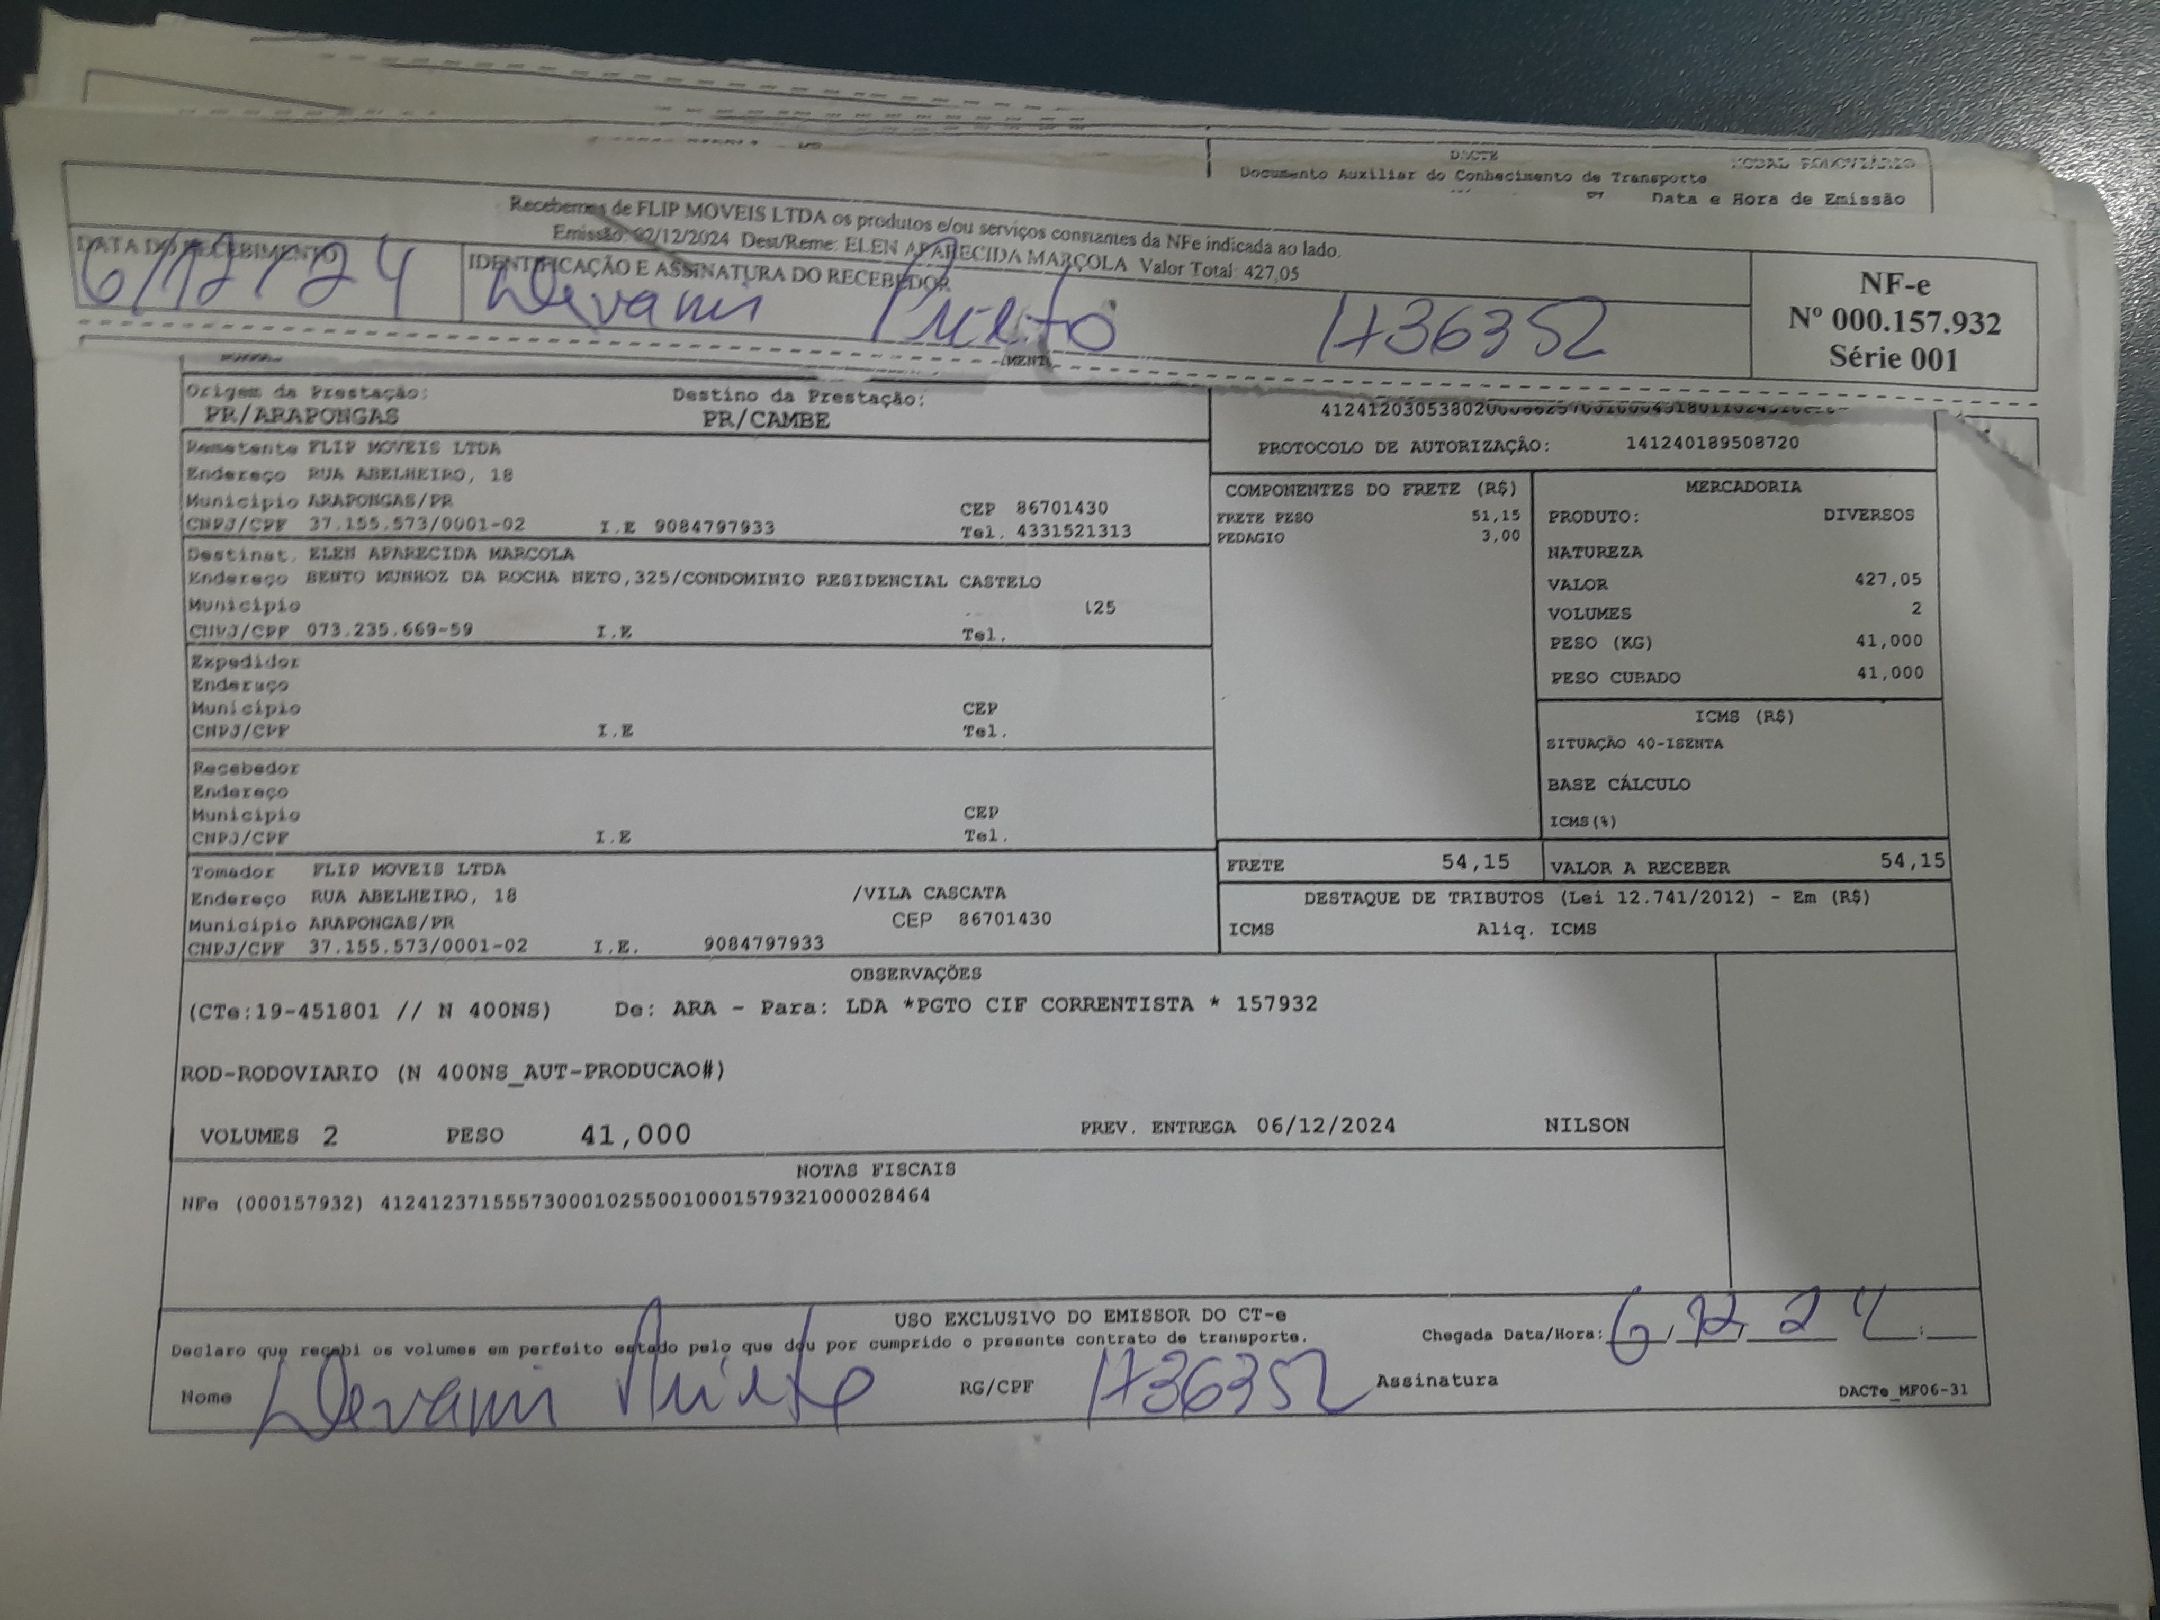 DACTE
MODAL RODOVIÁRIO
Documento Auxiliar do Conhecimento de Transporte
Data e Hora de Emissão
Recebemos de FLIP MOVEIS LTDA os produtos e/ou serviços constantes da NFe indicada ao lado.
Emissão: 02/12/2024 Dest/Reme: ELEN APARECIDA MARÇOLA Valor Total: 427,05
DATA DO RECEBIMENTO
IDENTIFICAÇÃO E ASSINATURA DO RECEBEDOR
6/12/24
1736352
NF-e
Nº 000.157.932
Série 001
Origem da Prestação:
PR/ARAPONGAS
Destino da Prestação:
PR/CAMBE
PROTOCOLO DE AUTORIZAÇÃO: 141240189508720
Remetente FLIP MOVEIS LTDA
Endereço RUA ABELHEIRO, 18
Município ARAPONGAS/PR CEP 86701430
CNPJ/CPF 37.155.573/0001-02 I.E 9084797933 Tel. 4331521313
Destinat. ELEN APARECIDA MARCOLA
Endereço BENTO MUNHOZ DA ROCHA NETO,325/CONDOMINIO RESIDENCIAL CASTELO
Município 125
CNPJ/CPF 073.235.669-59 I.E Tel.
Expedidor
Endereço
Município CEP
CNPJ/CPF I.E Tel.
Recebedor
Endereço
Município CEP
CNPJ/CPF I.E Tel.
Tomador FLIP MOVEIS LTDA
Endereço RUA ABELHEIRO, 18 /VILA CASCATA
Município ARAPONGAS/PR CEP 86701430
CNPJ/CPF 37.155.573/0001-02 I.E. 9084797933
COMPONENTES DO FRETE (R$)
FRETE PESO 51,15
PEDAGIO 3,00
MERCADORIA
PRODUTO: DIVERSOS
NATUREZA
VALOR 427,05
VOLUMES 2
PESO (KG) 41,000
PESO CUBADO 41,000
ICMS (R$)
SITUAÇÃO 40-ISENTA
BASE CÁLCULO
ICMS(%)
FRETE 54,15
VALOR A RECEBER 54,15
DESTAQUE DE TRIBUTOS (Lei 12.741/2012) - Em (R$)
ICMS Aliq. ICMS
OBSERVAÇÕES
(CTe:19-451801 // N 400NS) De: ARA - Para: LDA *PGTO CIF CORRENTISTA * 157932
ROD-RODOVIARIO (N 400NS_AUT-PRODUCAO#)
VOLUMES 2 PESO 41,000 PREV. ENTREGA 06/12/2024 NILSON
NOTAS FISCAIS
NFe (000157932) 41241237155573000102550010001579321000028464
USO EXCLUSIVO DO EMISSOR DO CT-e
Declaro que recebi os volumes em perfeito estado pelo que dou por cumprido o presente contrato de transporte.
Chegada Data/Hora: 6/12/24 :
Nome
RG/CPF 1736352
Assinatura
DACTe_MF06-31